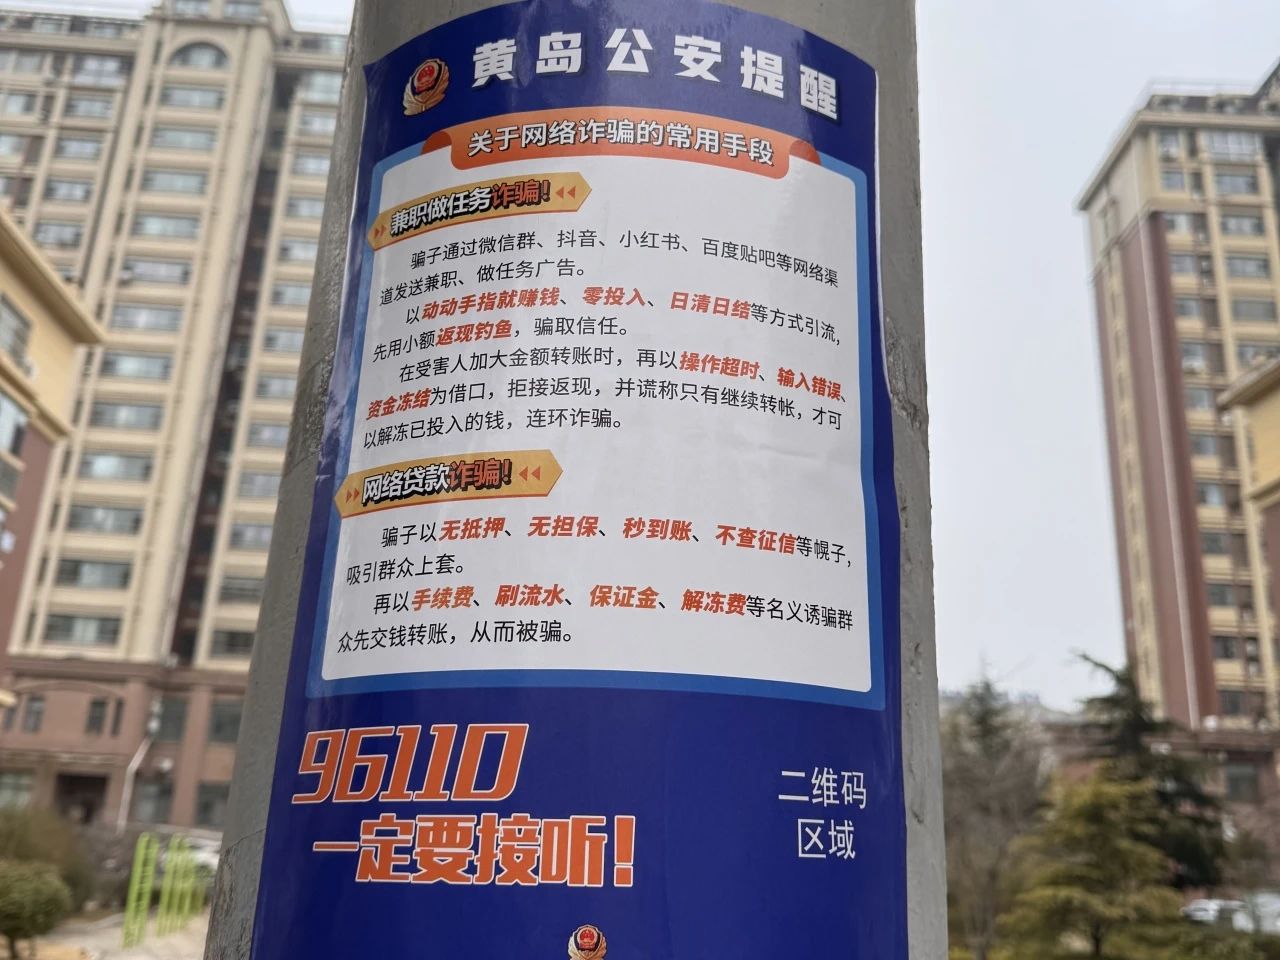 黄岛公安提醒
关于网络诈骗的常用手段
兼职做任务诈骗！
骗子通过微信群、抖音、小红书、百度贴吧等网络渠
道发送兼职、做任务广告。
以动动手指就赚钱、零投入、日清日结等方式引流，
先用小额返现钓鱼，骗取信任。
在受害人加大金额转账时，再以操作超时、输入错误、
资金冻结为借口，拒接返现，并谎称只有继续转帐，才可
以解冻已投入的钱，连环诈骗。
网络贷款诈骗！
骗子以无抵押、无担保、秒到账、不查征信等幌子，
吸引群众上套。
再以手续费、刷流水、保证金、解冻费等名义诱骗群
众先交钱转账，从而被骗。
96110
一定要接听！
二维码
区域